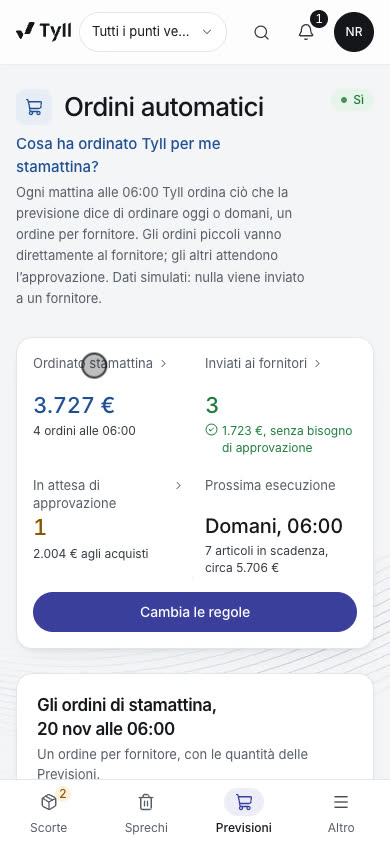 Tyll
Tutti i punti ve...
1
NR
Ordini automatici
Sì
Cosa ha ordinato Tyll per me
stamattina?
Ogni mattina alle 06:00 Tyll ordina ciò che la
previsione dice di ordinare oggi o domani, un
ordine per fornitore. Gli ordini piccoli vanno
direttamente al fornitore; gli altri attendono
l'approvazione. Dati simulati: nulla viene inviato
a un fornitore.
Ordinato stamattina
3.727 €
4 ordini alle 06:00
Inviati ai fornitori
3
1.723 €, senza bisogno
di approvazione
In attesa di
approvazione
1
2.004 € agli acquisti
Prossima esecuzione
Domani, 06:00
7 articoli in scadenza,
circa 5.706 €
Cambia le regole
Gli ordini di stamattina,
20 nov alle 06:00
Un ordine per fornitore, con le quantità delle
Previsioni.
2
Scorte
Sprechi
Previsioni
Altro